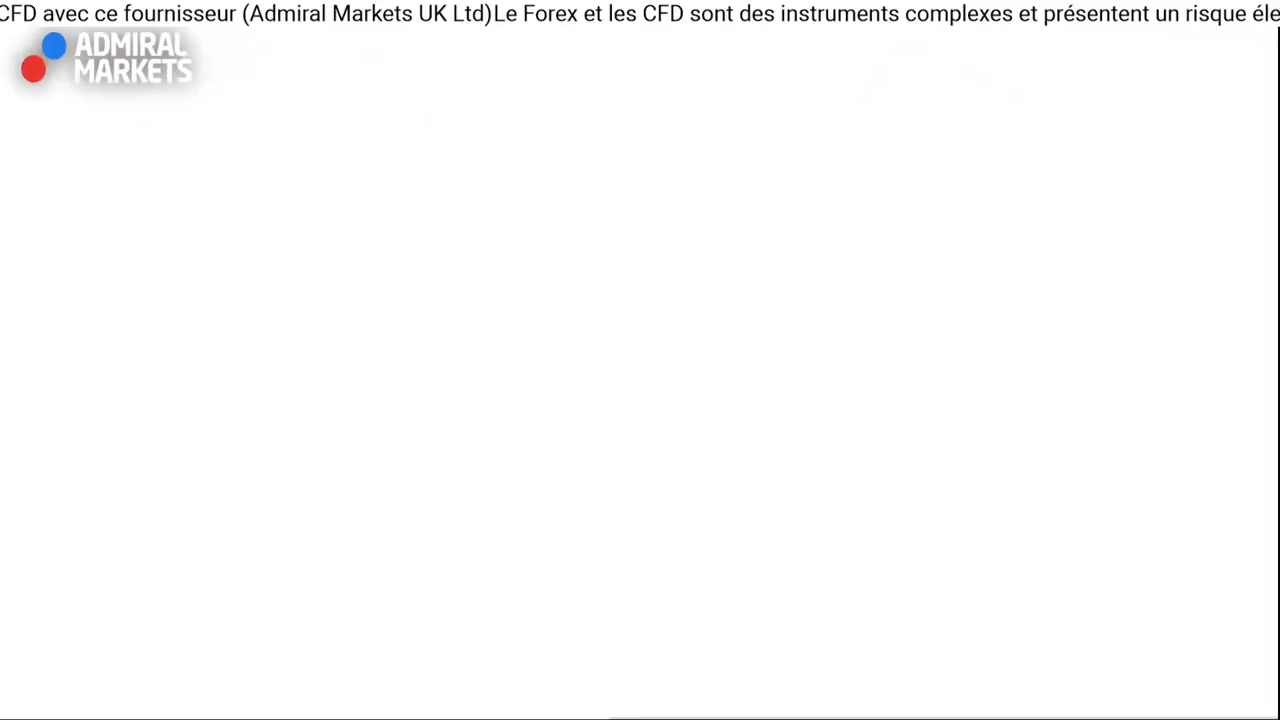 CFD avec ce fournisseur (Admiral Markets UK Ltd)Le Forex et les CFD sont des instruments complexes et présentent un risque éle
ADMIRAL
MARKETS